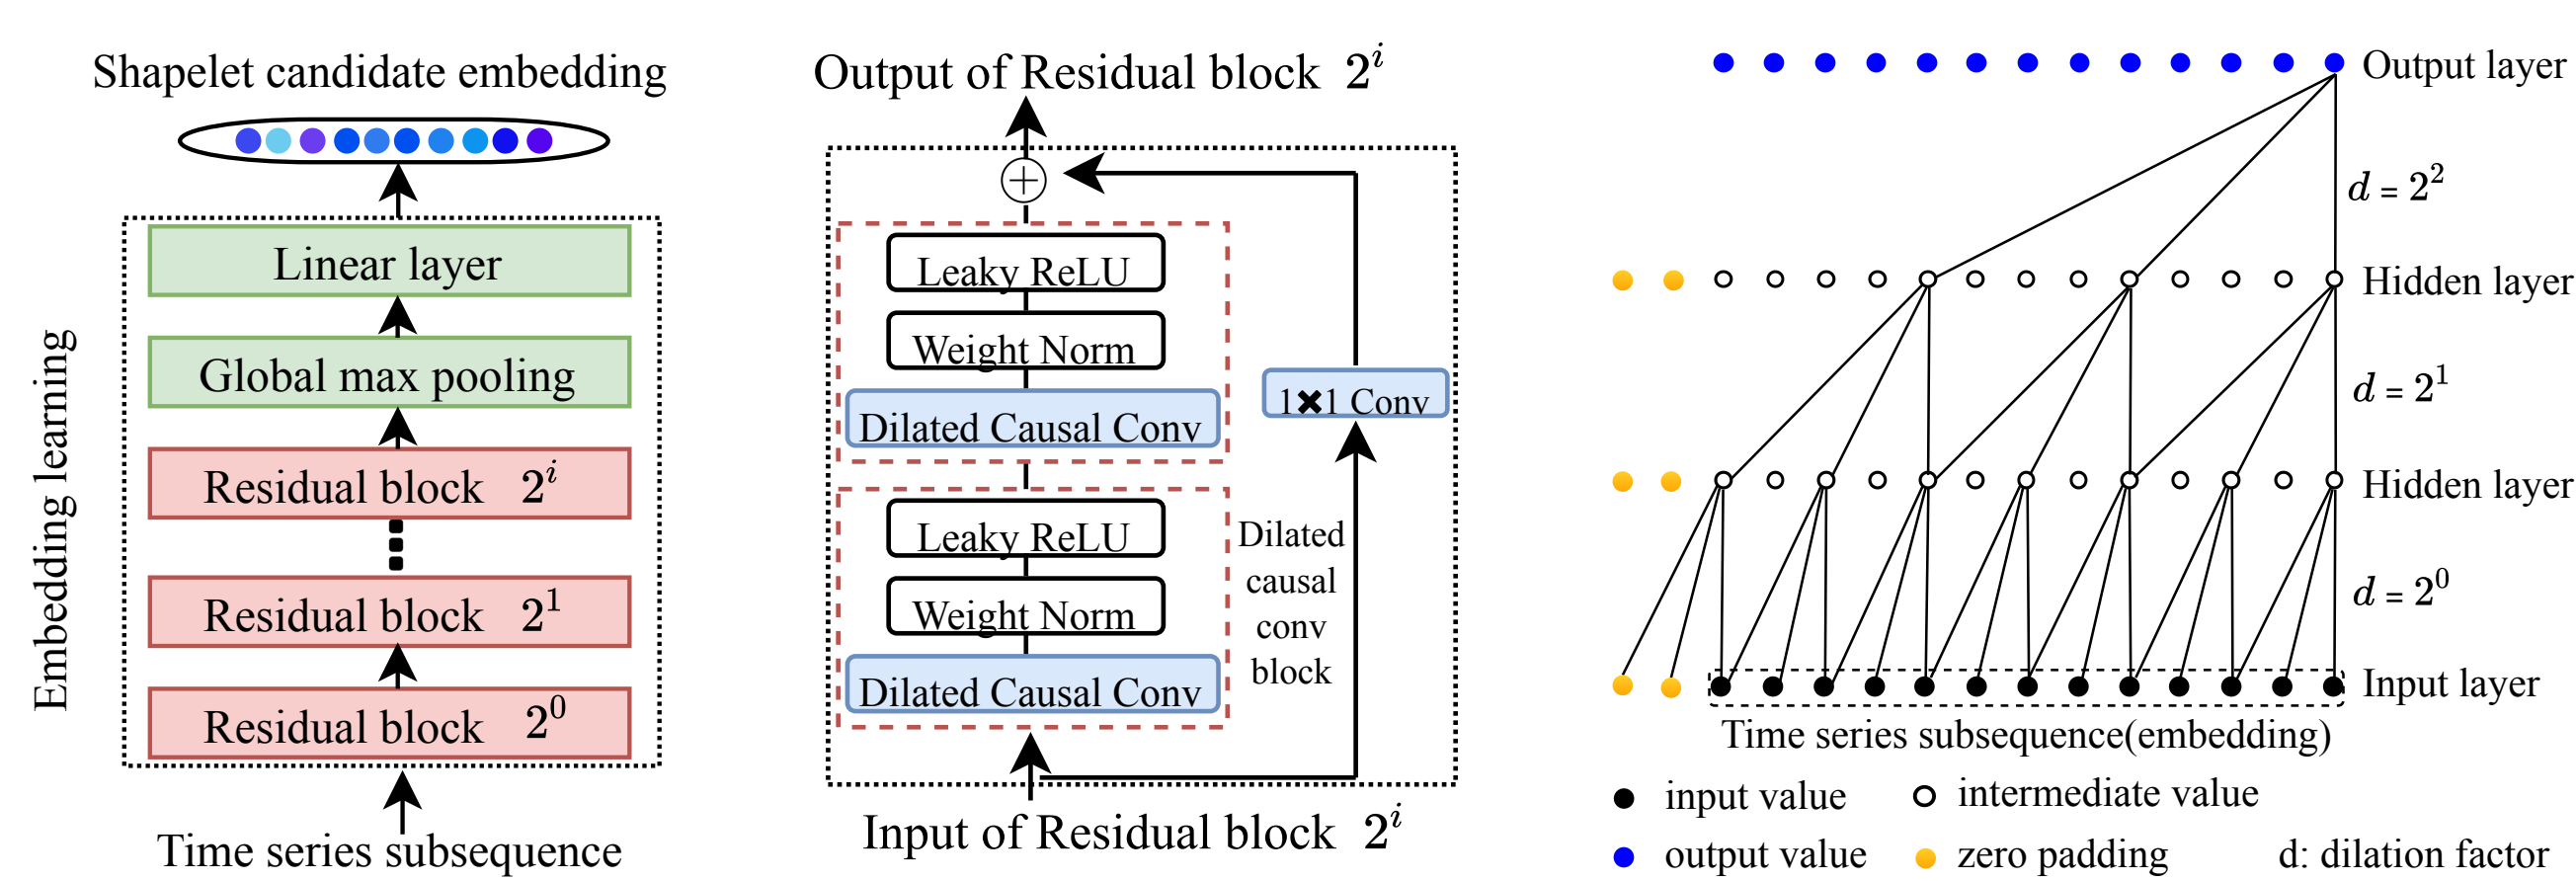 Shapelet candidate embedding
Linear layer
Global max pooling
Residual block 2^i
Residual block 2^1
Residual block 2^0
Time series subsequence
Embedding learning
Output of Residual block 2^i
Leaky ReLU
Weight Norm
Dilated Causal Conv
1✖1 Conv
Leaky ReLU
Weight Norm
Dilated Causal Conv
Dilated
causal
conv
block
Input of Residual block 2^i
Output layer
d = 2^2
Hidden layer
d = 2^1
Hidden layer
d = 2^0
Input layer
Time series subsequence(embedding)
input value
intermediate value
output value
zero padding
d: dilation factor